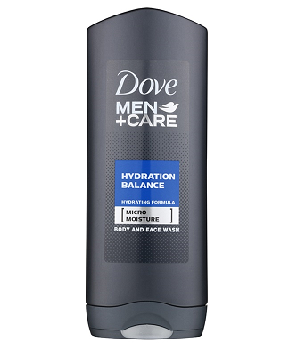 Dove
MEN
+CARE
HYDRATION
BALANCE
HYDRATING FORMULA
MICRO
MOISTURE
BODY AND FACE WASH